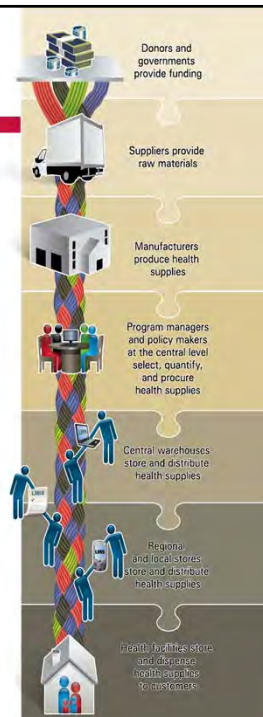 Donors and
governments
provide funding
Suppliers provide
raw materials
Manufacturers
produce health
supplies
Program managers
and policy makers
at the central level
select, quantify,
and procure
health supplies
Central warehouses
store and distribute
health supplies
LMIS
Regional
and local stores
store and distribute
health supplies
LMIS
Health facilities store
and dispense
health supplies
to customers